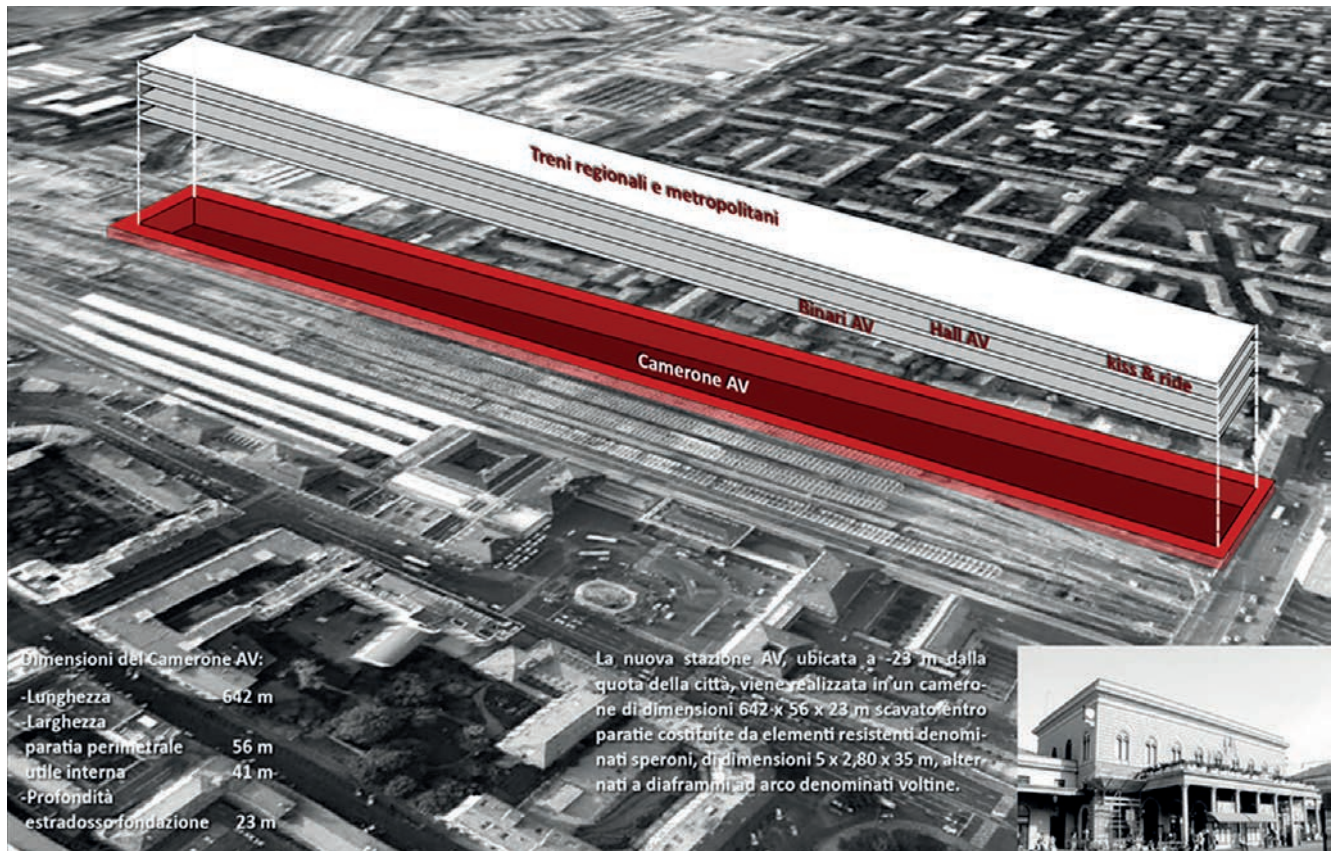 Treni regionali e metropolitani
Binari AV
Hall AV
kiss & ride
Camerone AV
Dimensioni del Camerone AV:
-Lunghezza 642 m
-Larghezza
paratia perimetrale 56 m
utile interna 41 m
-Profondità
estradosso fondazione 23 m
La nuova stazione AV, ubicata a -23 m dalla
quota della città, viene realizzata in un camero-
ne di dimensioni 642 x 56 x 23 m scavato entro
paratie costituite da elementi resistenti denomi-
nati speroni, di dimensioni 5 x 2,80 x 35 m, alter-
nati a diaframmi ad arco denominati voltine.